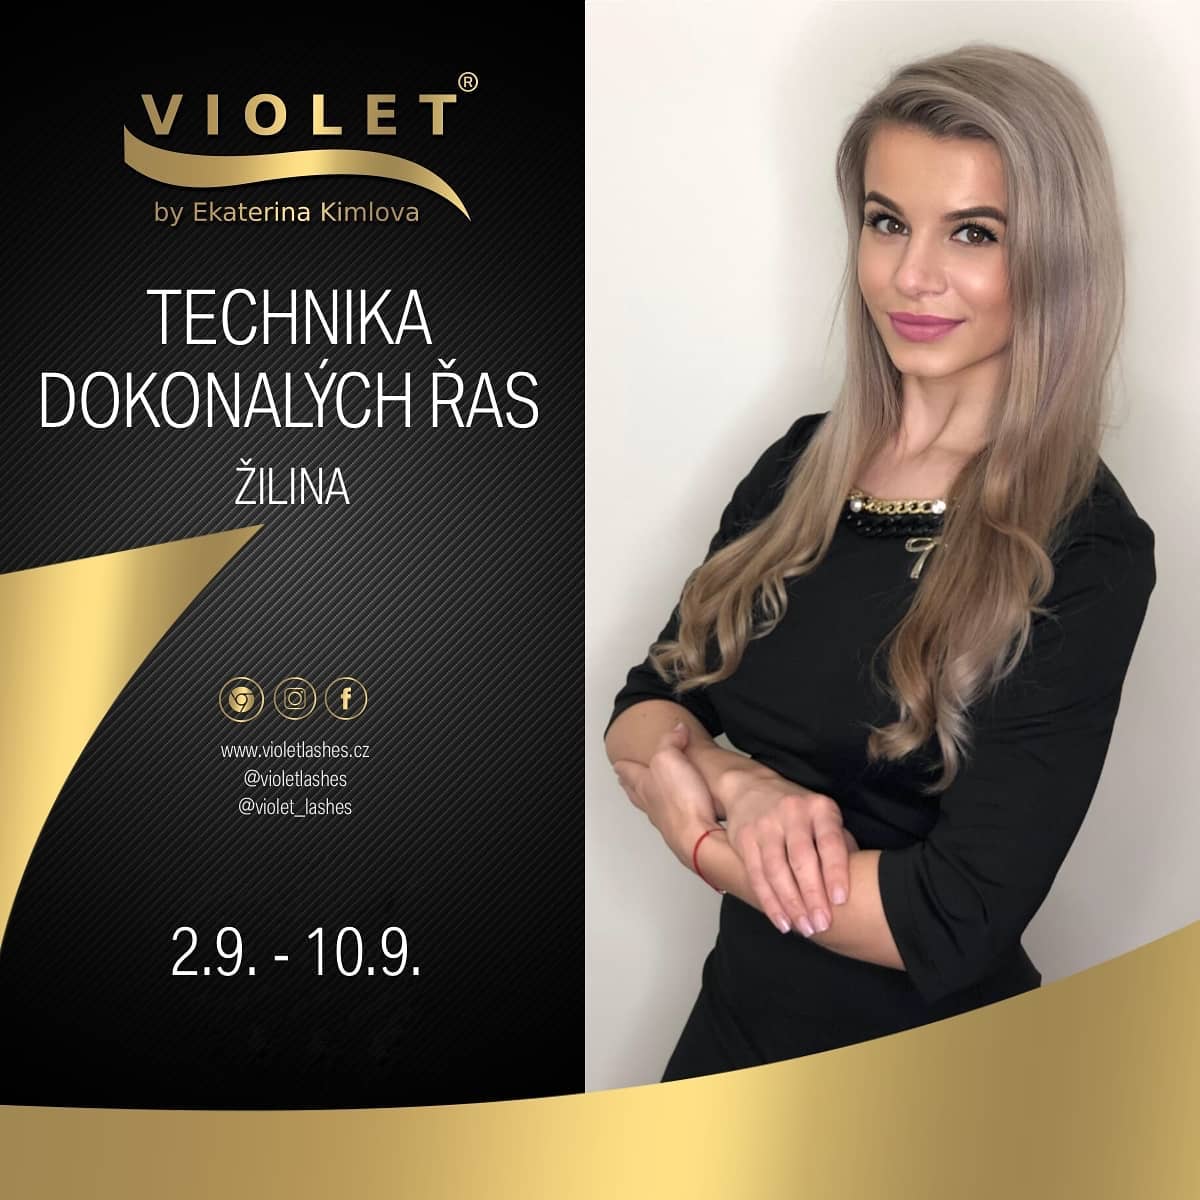 VIOLET®
by Ekaterina Kimlova
TECHNIKA
DOKONALÝCH ŘAS
ŽILINA
f
www.violetlashes.cz
@violetlashes
@violet_lashes
2.9. - 10.9.